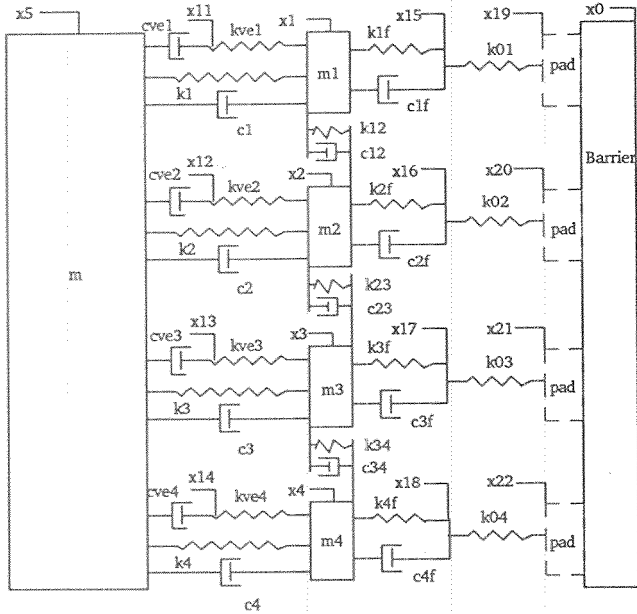 x5 x11 x1 x15 x19 x0
cve1 kve1 k1f
k01
pad
m1
k1
c1f
c1
k12
c12
Barrier
x12 x2 x16 x20
cve2 kve2 k2f
k02
m2
pad
k2
c2f
m
c2
k23
c23
x13 x3 x17 x21
cve3 kve3 k3f
k03
m3
pad
k3
c3f
c3
k34
c34
x14 x4 x18 x22
cve4 kve4 k4f
k04
m4
pad
k4
c4f
c4